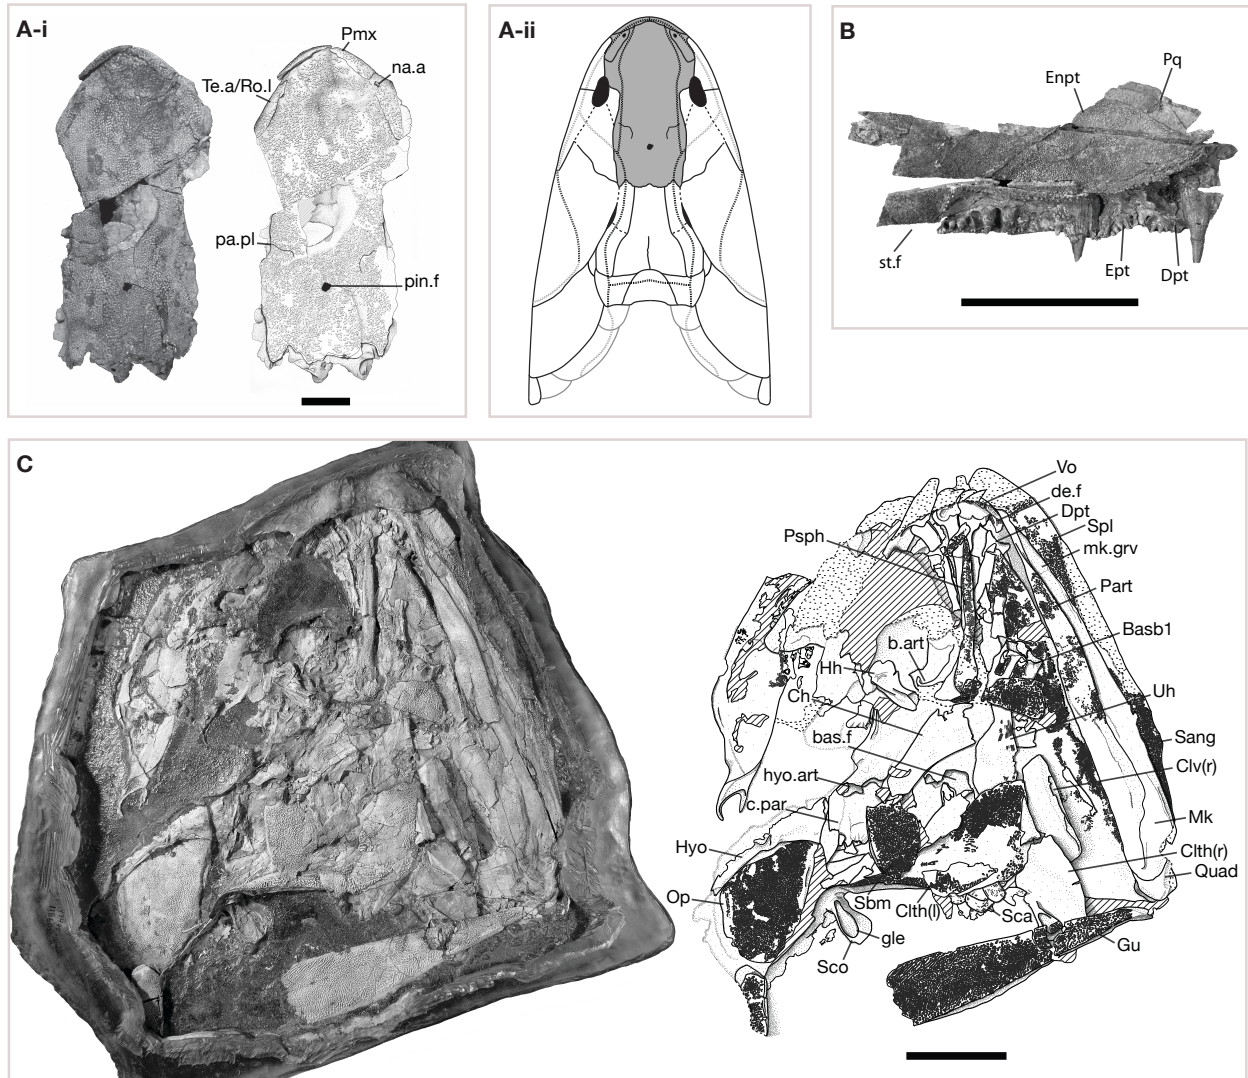 A-i
Pmx
na.a
Te.a/Ro.l
pa.pl
pin.f
A-ii
B
Pq
Enpt
st.f
Ept
Dpt
C
Vo
de.f
Dpt
Spl
Psph
mk.grv
Part
Basb1
b.art
Hh
Ch
Uh
bas.f
Sang
hyo.art
Clv(r)
c.par
Mk
Hyo
Clth(r)
Quad
Op
Sbm
Clth(l)
Sca
gle
Gu
Sco